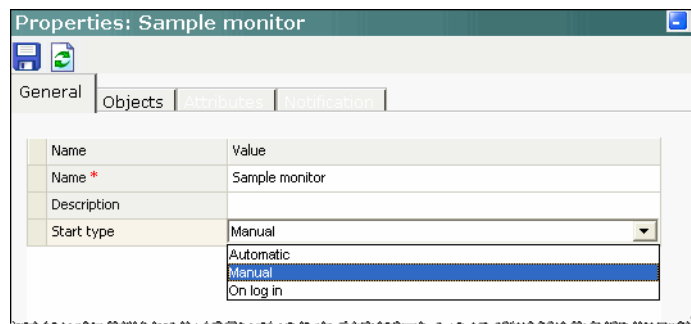 Properties: Sample monitor
General Objects Attributes Notification
Name Value
Name * Sample monitor
Description
Start type Manual
Automatic
Manual
On log in